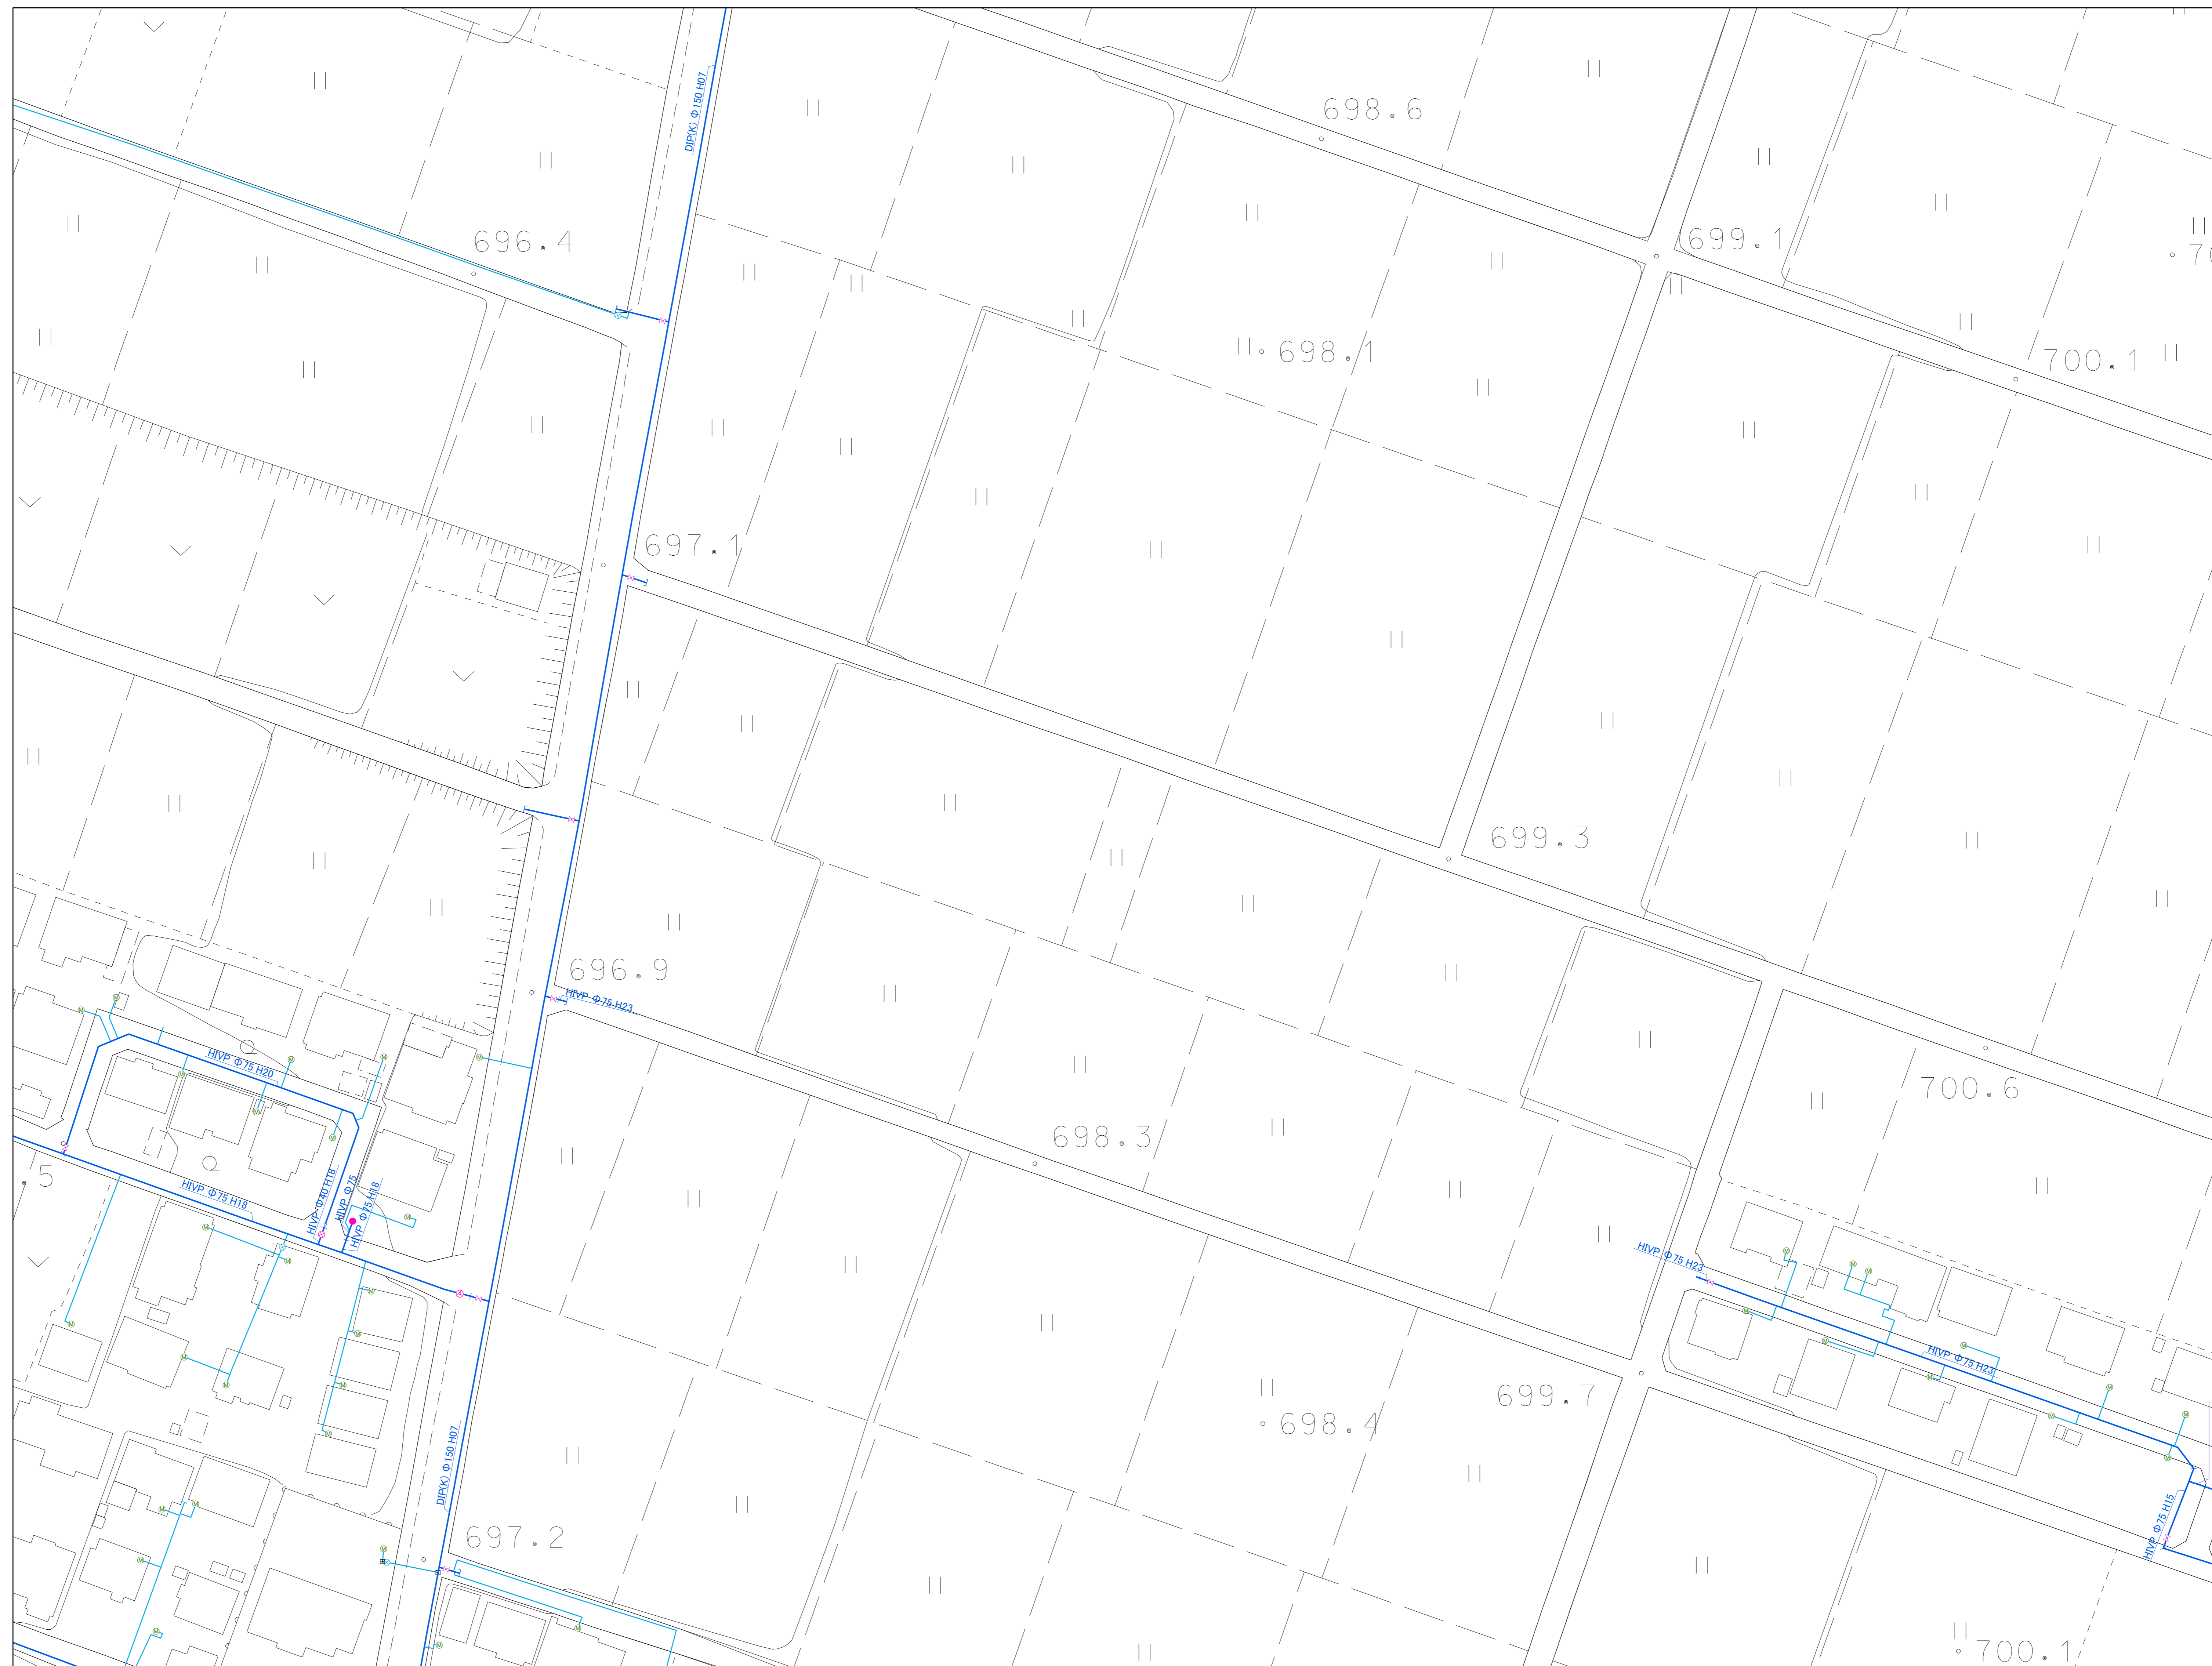 DIP(K) Φ150 H07
698.6
696.4
699.1
70
698.1
700.1
697.1
699.3
696.9
HIVP Φ75 H23
HIVP Φ75 H20
700.6
698.3
5
HIVP Φ75 H18
HIVP Φ40 H18
HIVP Φ75
HIVP Φ75 H18
HIVP Φ75 H23
HIVP Φ75 H23
699.7
698.4
DIP(K) Φ150 H07
697.2
HIVP Φ75 H15
700.1